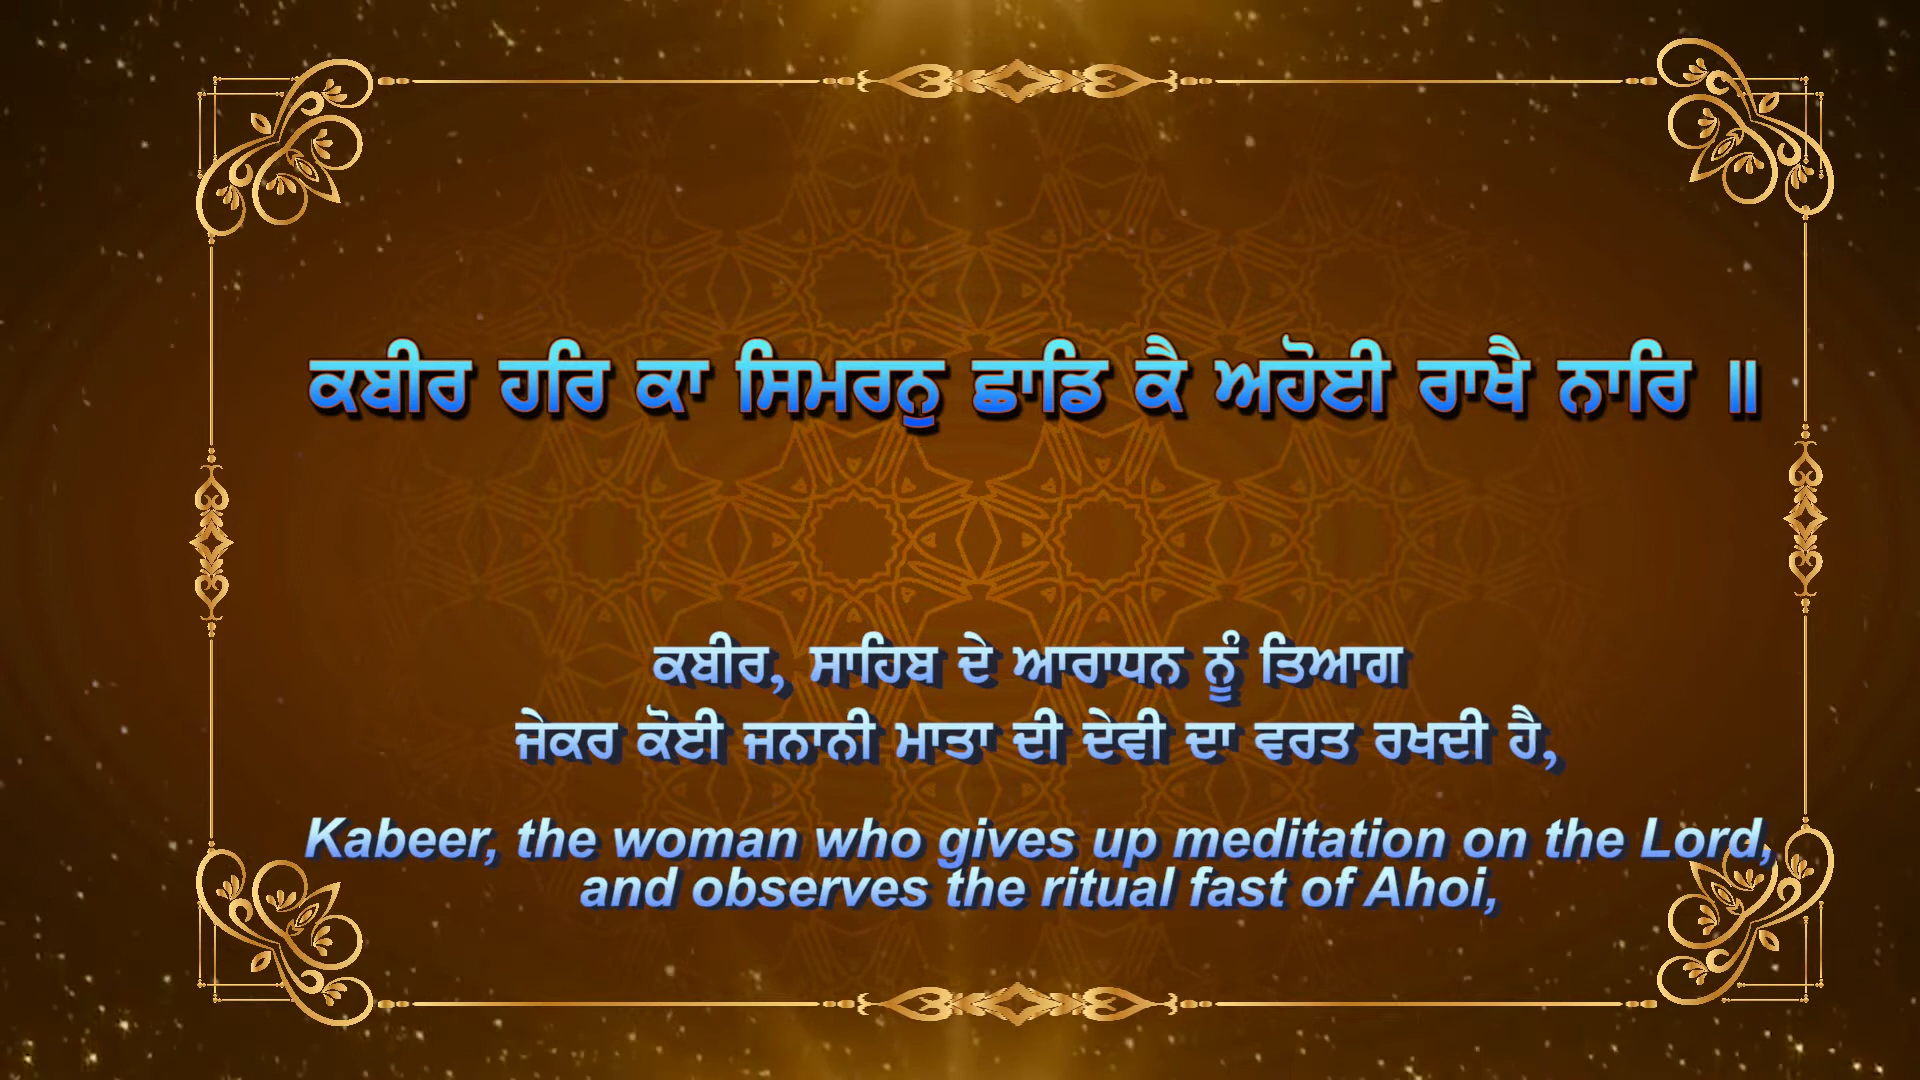 ਕਬੀਰ ਹਰਿ ਕਾ ਸਿਮਰਨੁ ਛਾਡਿ ਕੈ ਅਹੋਈ ਰਾਖੈ ਨਾਰਿ ॥
ਕਬੀਰ, ਸਾਹਿਬ ਦੇ ਆਰਾਧਨ ਨੂੰ ਤਿਆਗ
ਜੇਕਰ ਕੋਈ ਜਨਾਨੀ ਮਾਤਾ ਦੀ ਦੇਵੀ ਦਾ ਵਰਤ ਰਖਦੀ ਹੈ,
Kabeer, the woman who gives up meditation on the Lord,
and observes the ritual fast of Ahoi,